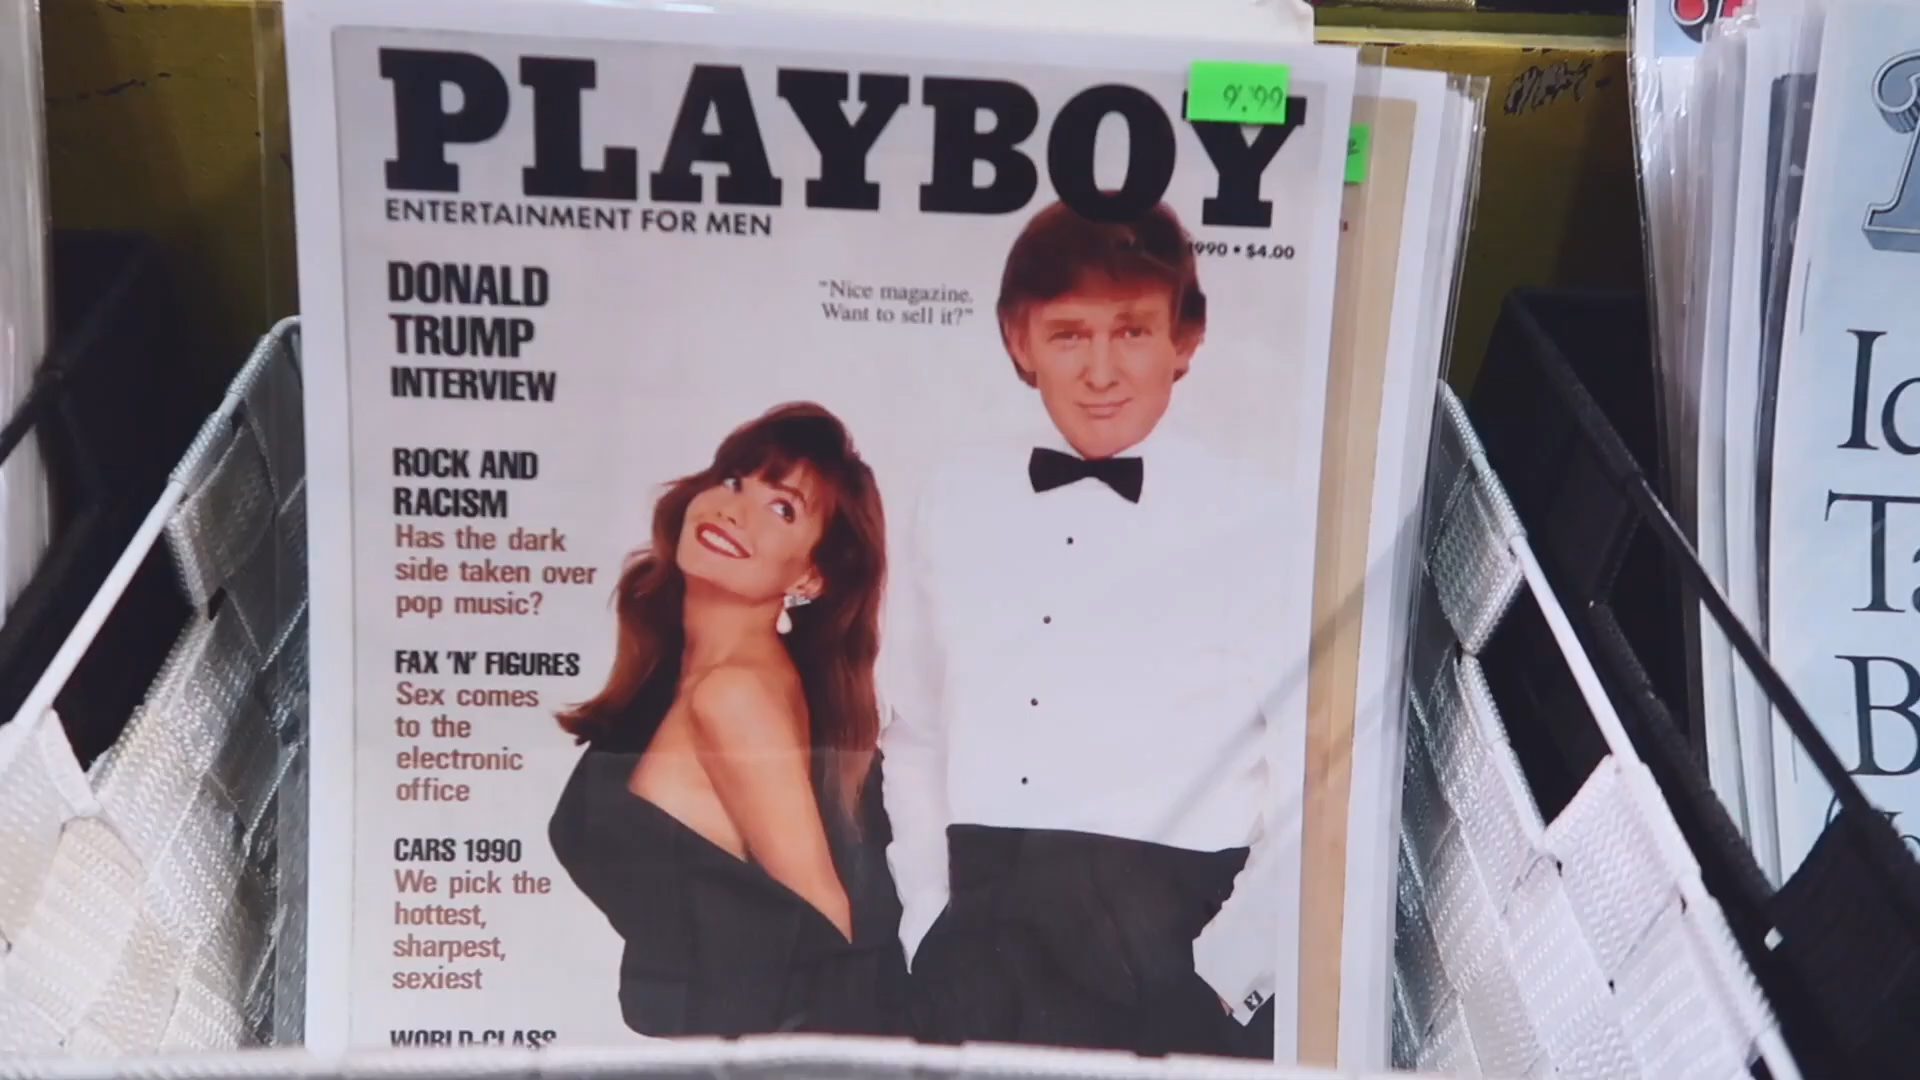 PLAYBOY
9.99
ENTERTAINMENT FOR MEN
1990 • $4.00
DONALD
TRUMP
INTERVIEW
"Nice magazine.
Want to sell it?"
ROCK AND
RACISM
Has the dark
side taken over
pop music?
FAX 'N' FIGURES
Sex comes
to the
electronic
office
CARS 1990
We pick the
hottest,
sharpest,
sexiest
WORLD-CLASS